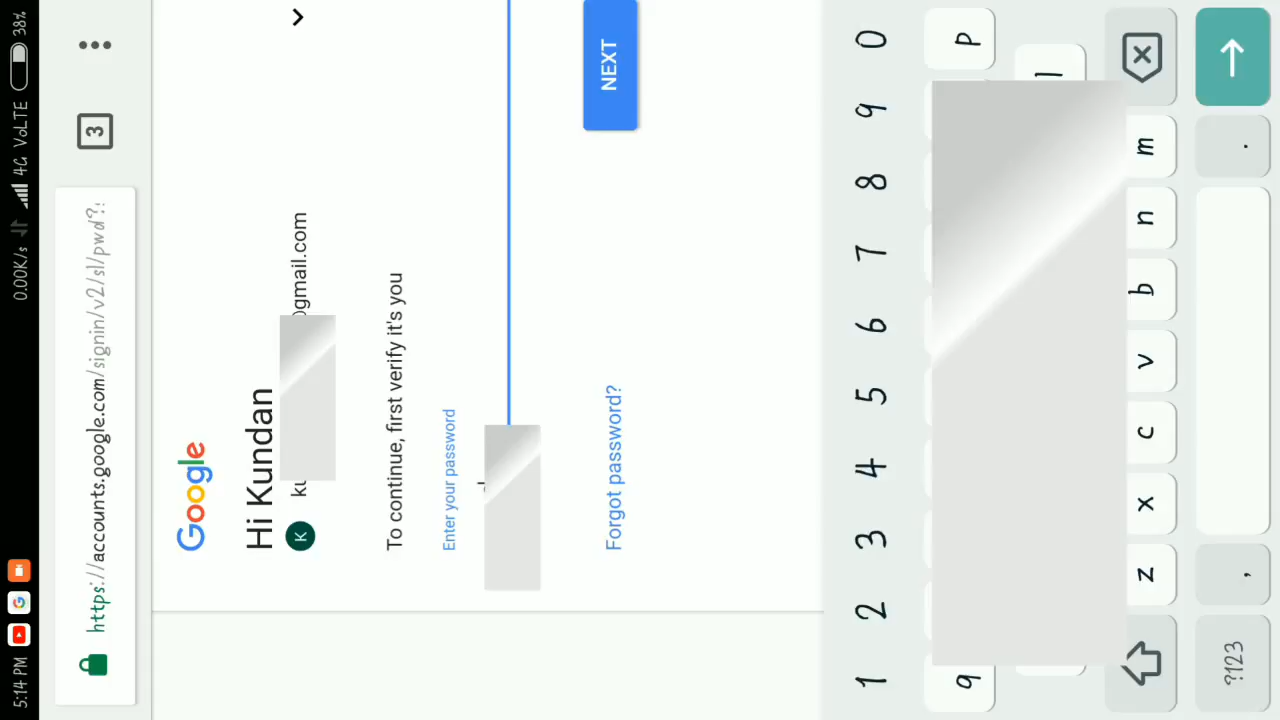 5:14 PM 0.00K/s 4G VoLTE 38%
https://accounts.google.com/signin/v2/sl/pwd?
3
Google
Hi Kundan
K ku @gmail.com
To continue, first verify it's you
Enter your password
Forgot password? NEXT
1 2 3 4 5 6 7 8 9 0
q p
l
z x c v b n m
?123 , .